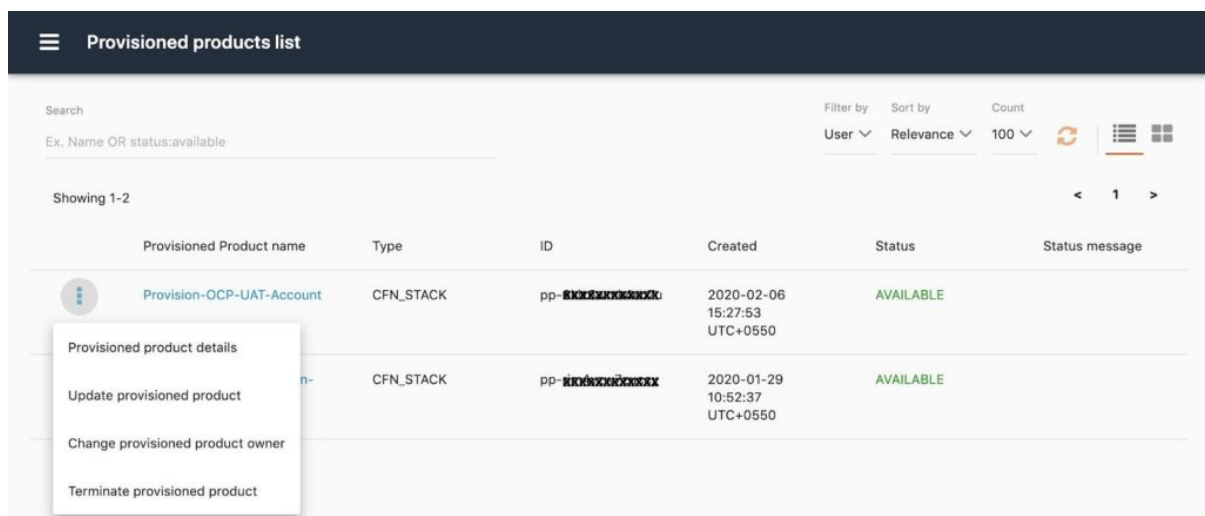 Provisioned products list
Search
Filter by Sort by Count
Ex. Name OR status:available
User Relevance 100
Showing 1-2
< 1 >
Provisioned Product name Type ID Created Status Status message
Provision-OCP-UAT-Account CFN_STACK pp- 2020-02-06 AVAILABLE
15:27:53
UTC+0550
Provisioned product details
n- CFN_STACK pp- 2020-01-29 AVAILABLE
Update provisioned product
10:52:37
UTC+0550
Change provisioned product owner
Terminate provisioned product